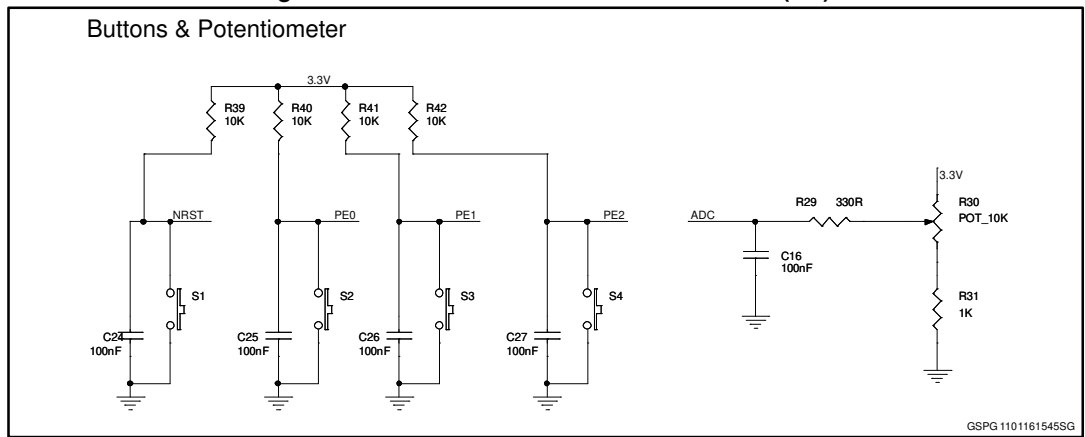 Buttons & Potentiometer
3.3V
R39
10K
R40
10K
R41
10K
R42
10K
NRST
PE0
PE1
PE2
S1
S2
S3
S4
C24
100nF
C25
100nF
C26
100nF
C27
100nF
ADC
R29 330R
3.3V
R30
POT_10K
C16
100nF
R31
1K
GSPG1101161545SG